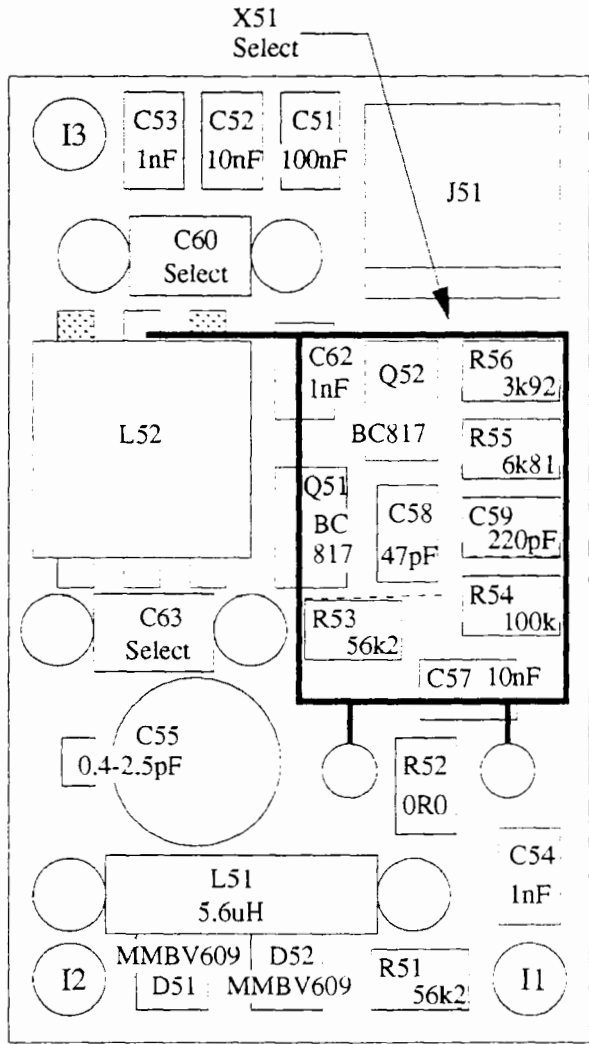 X51
Select
I3
C53
1nF
C52
10nF
C51
100nF
J51
C60
Select
L52
C62
1nF
Q52
BC817
R56
3k92
R55
6k81
Q51
BC
817
C58
47pF
C59
220pF
R54
100k
R53
56k2
C57 10nF
C63
Select
C55
0.4-2.5pF
R52
0R0
C54
1nF
L51
5.6uH
MMBV609
D51
D52
MMBV609
I2
R51
56k2
I1